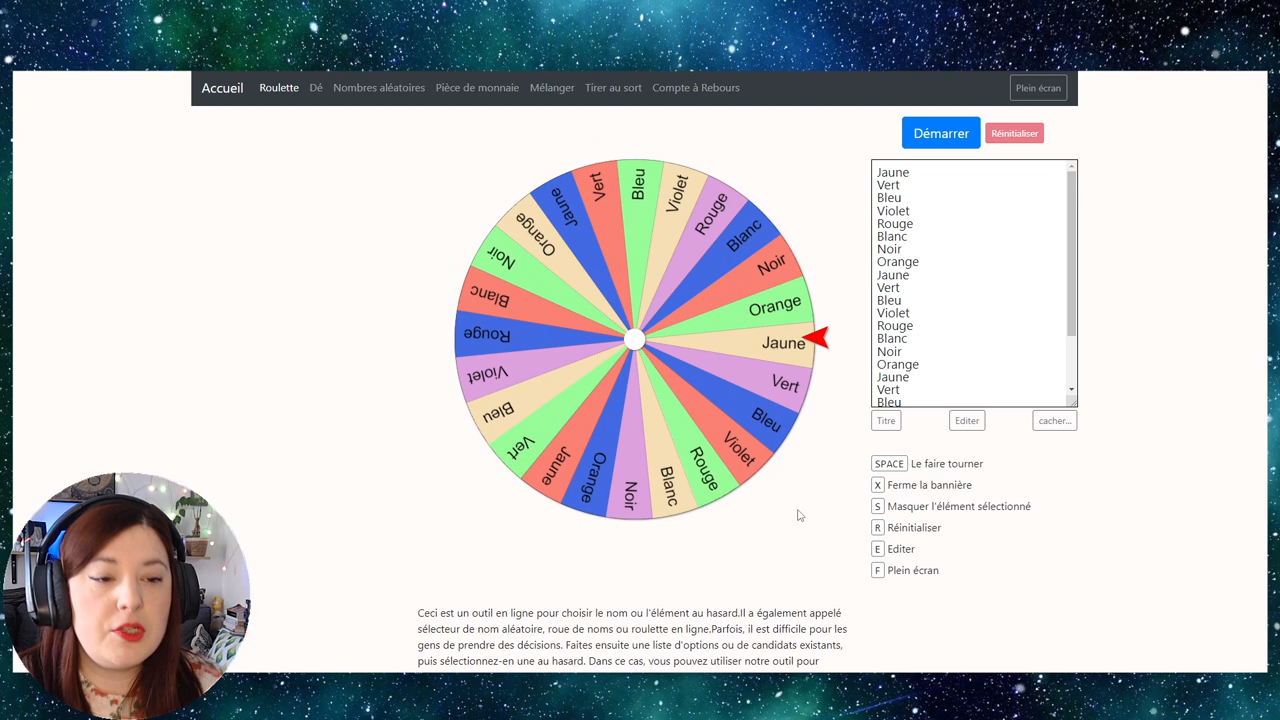 Accueil Roulette Dé Nombres aléatoires Pièce de monnaie Mélanger Tirer au sort Compte à Rebours Plein écran
Démarrer Réinitialiser
Jaune
Vert
Bleu
Violet
Rouge
Blanc
Noir
Orange
Jaune
Vert
Bleu
Violet
Rouge
Blanc
Noir
Orange
Jaune
Vert
Bleu
Titre Editer cacher...
SPACE Le faire tourner
X Ferme la bannière
S Masquer l'élément sélectionné
R Réinitialiser
E Editer
F Plein écran
Bleu
Violet
Rouge
Blanc
Noir
Orange
Jaune
Vert
Bleu
Violet
Rouge
Blanc
Noir
Orange
Jaune
Vert
Bleu
Violet
Rouge
Blanc
Noir
Orange
Jaune
Vert
Ceci est un outil en ligne pour choisir le nom ou l'élément au hasard.Il a également appelé
sélecteur de nom aléatoire, roue de noms ou roulette en ligne.Parfois, il est difficile pour les
gens de prendre des décisions. Faites ensuite une liste d'options ou de candidats existants,
puis sélectionnez-en une au hasard. Dans ce cas, vous pouvez utiliser notre outil pour